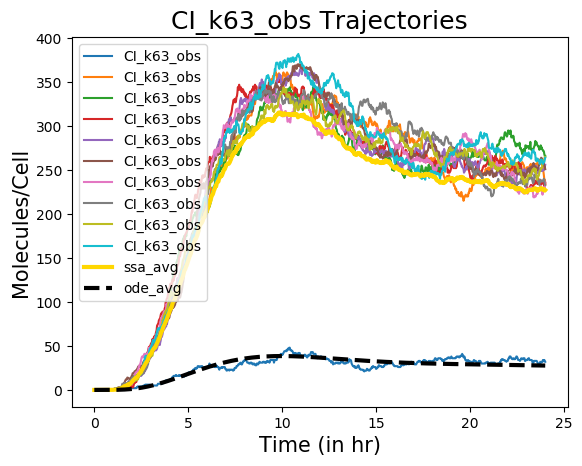 CI_k63_obs Trajectories
Molecules/Cell
400
350
300
250
200
150
100
50
0
CI_k63_obs
CI_k63_obs
CI_k63_obs
CI_k63_obs
CI_k63_obs
CI_k63_obs
CI_k63_obs
CI_k63_obs
CI_k63_obs
CI_k63_obs
ssa_avg
ode_avg
0 5 10 15 20 25
Time (in hr)